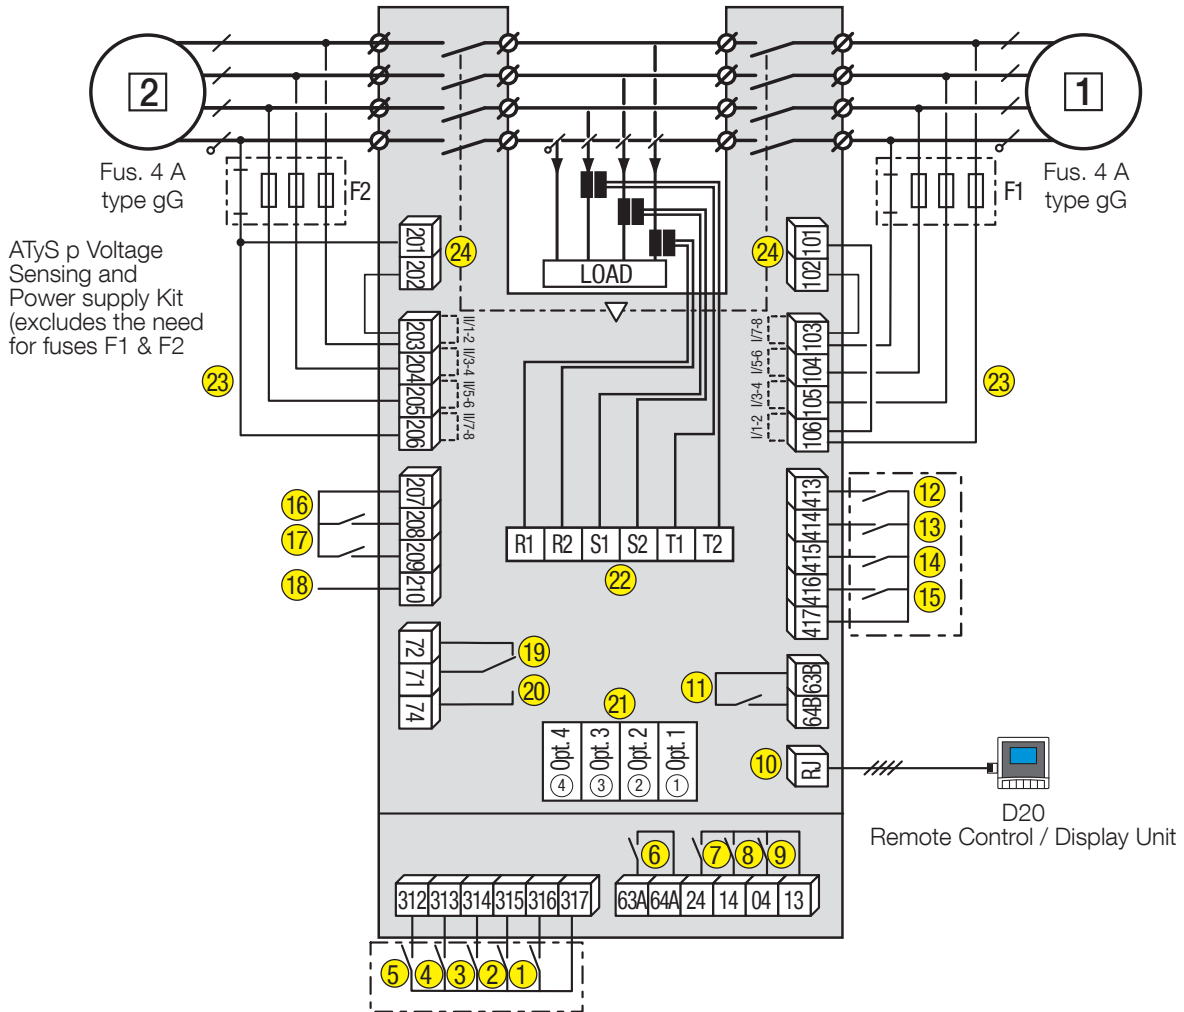 2
1
Fus. 4 A
type gG
F2
Fus. 4 A
type gG
F1
ATyS p Voltage
Sensing and
Power supply Kit
(excludes the need
for fuses F1 & F2
201
202
24
LOAD
24
101
102
203
204
205
206
II/1-2
II/3-4
II/5-6
II/7-8
I/7-8
I/5-6
I/3-4
I/1-2
103
104
105
106
23
23
16
17
18
207
208
209
210
R1 R2 S1 S2 T1 T2
22
413
414
415
416
417
12
13
14
15
72
71
74
19
20
21
Opt. 4
Opt. 3
Opt. 2
Opt. 1
4
3
2
1
11
63B
64B
10
RJ
D20
Remote Control / Display Unit
6
7
8
9
312 313 314 315 316 317
63A 64A 24 14 04 13
5
4
3
2
1